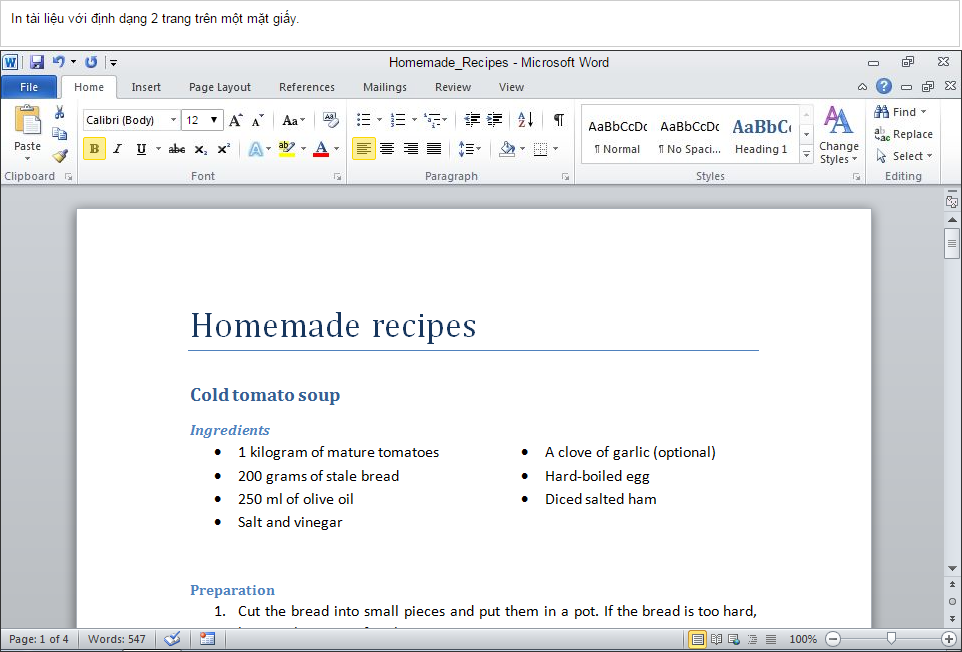 In tài liệu với định dạng 2 trang trên một mặt giấy.
Homemade_Recipes - Microsoft Word
File Home Insert Page Layout References Mailings Review View
Calibri (Body) 12 Aa
AaBbCcDc AaBbCcDc AaBbC
Find
Replace
Select
Paste
B I U abc X₂ X² A ab A
¶ Normal ¶ No Spaci... Heading 1
Change
Styles
Clipboard Font Paragraph Styles Editing
Homemade recipes
Cold tomato soup
Ingredients
• 1 kilogram of mature tomatoes
• 200 grams of stale bread
• 250 ml of olive oil
• Salt and vinegar
• A clove of garlic (optional)
• Hard-boiled egg
• Diced salted ham
Preparation
1. Cut the bread into small pieces and put them in a pot. If the bread is too hard,
Page: 1 of 4 Words: 547 100%